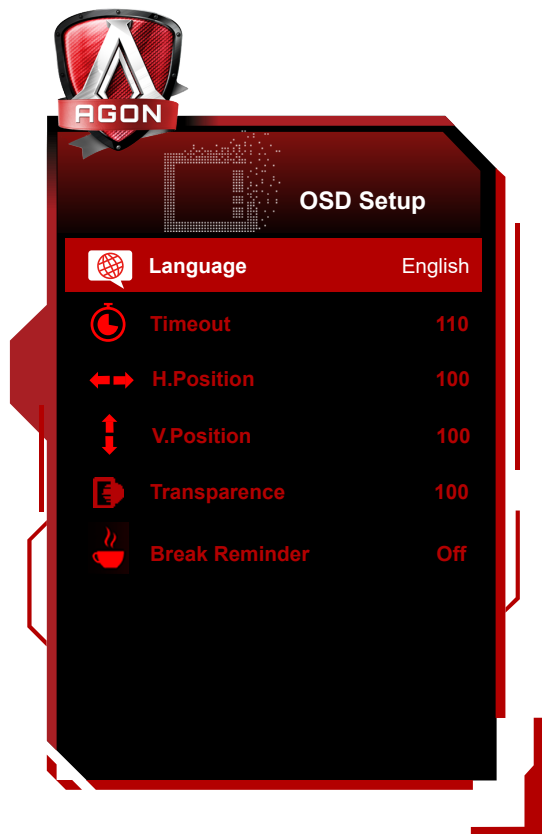 AGON
OSD Setup
Language English
Timeout 110
H.Position 100
V.Position 100
Transparence 100
Break Reminder Off